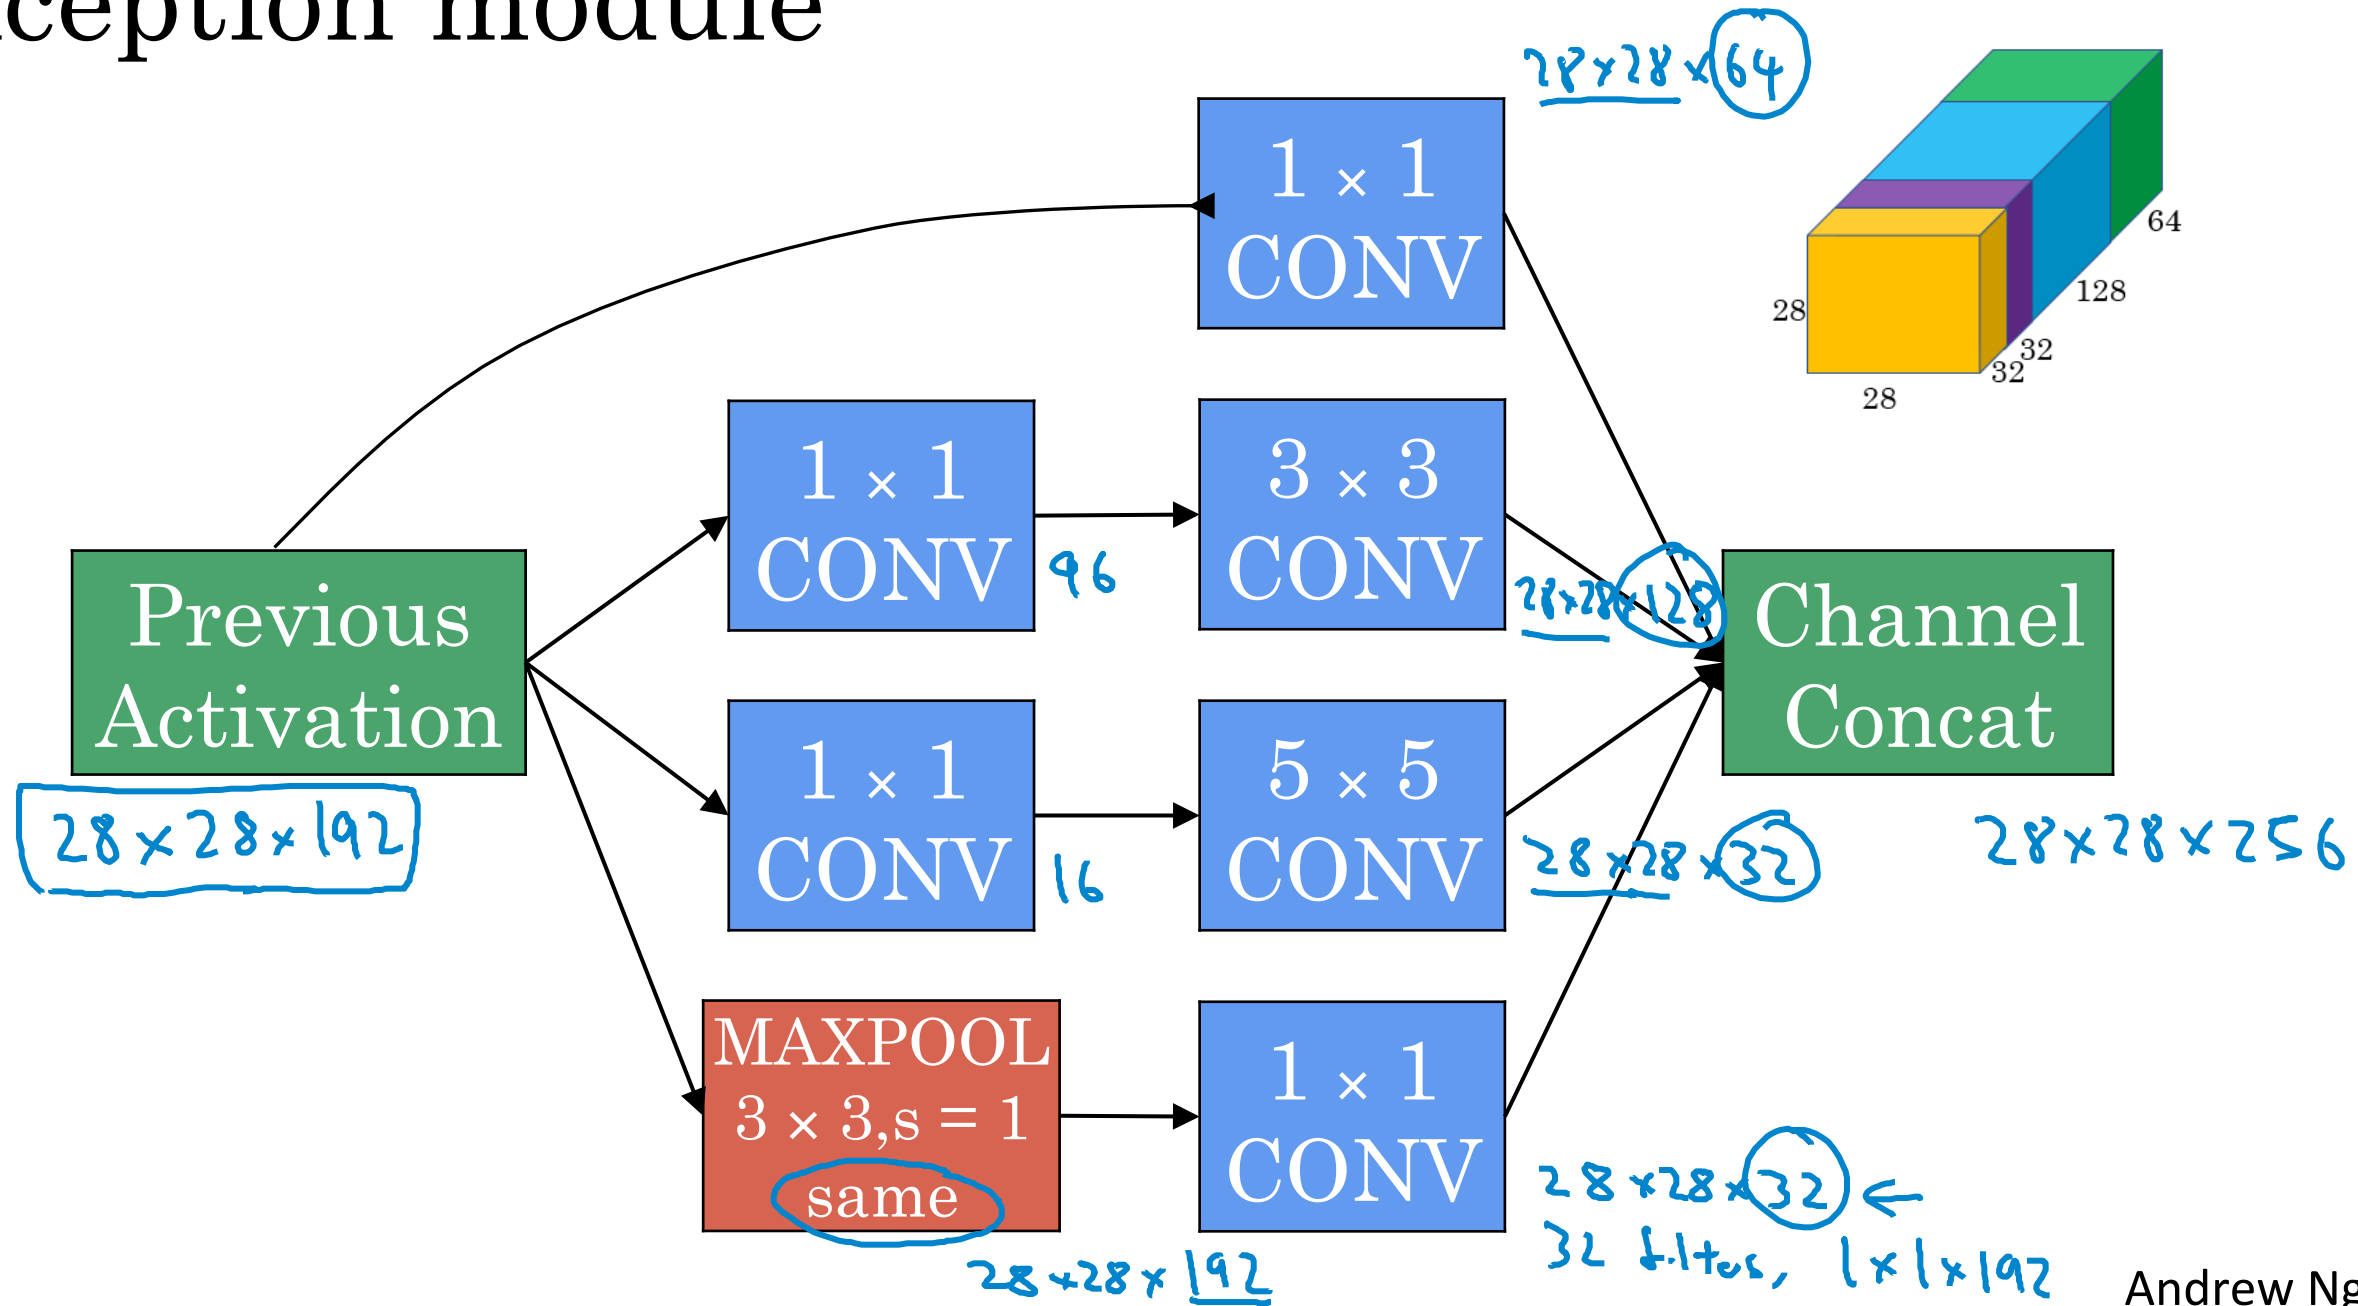 ception module
28×28×64
1 × 1
CONV
64
128
28
32
32
28
1 × 1
CONV
96
3 × 3
CONV
28×28×128
Previous
Activation
28×28×192
Channel
Concat
28×28×256
1 × 1
CONV
16
5 × 5
CONV
28×28×32
MAXPOOL
3 × 3,s = 1
same
28×28×192
1 × 1
CONV
28×28×32 ←
32 filters, 1×1×192
Andrew Ng